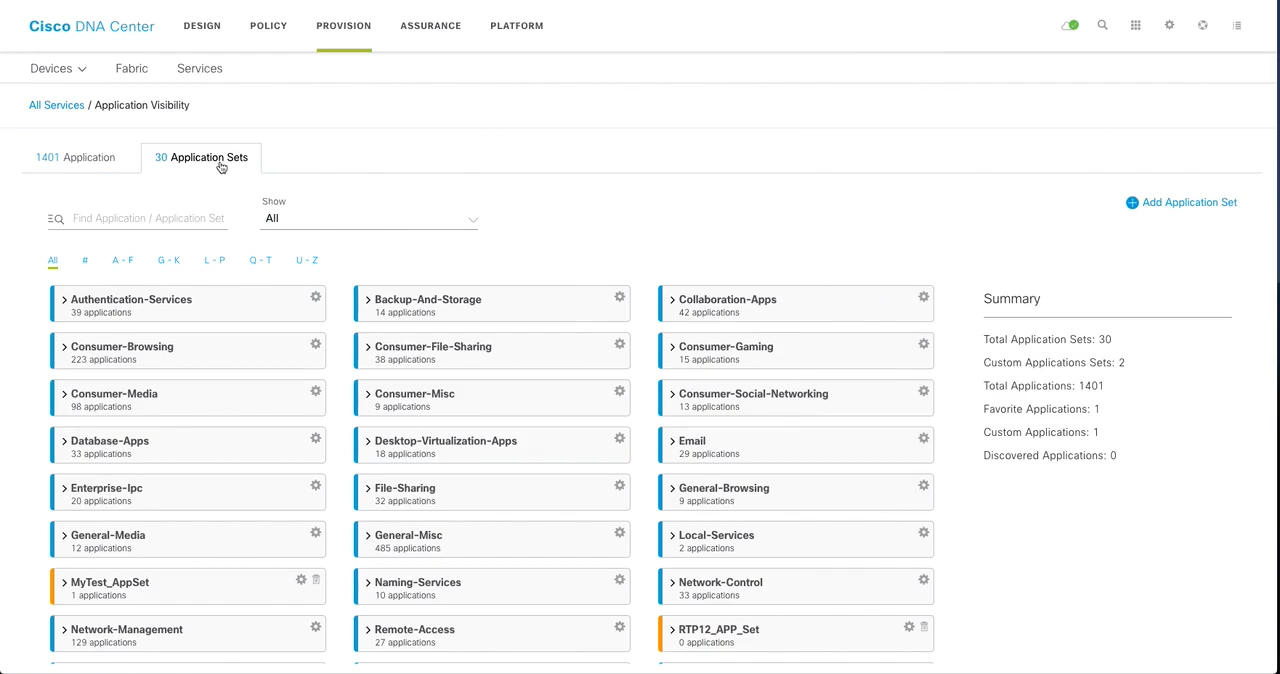 Cisco DNA Center DESIGN POLICY PROVISION ASSURANCE PLATFORM
Devices Fabric Services
All Services / Application Visibility
1401 Application 30 Application Sets
Find Application / Application Set
Show
All
Add Application Set
All # A - F G - K L - P Q - T U - Z
Authentication-Services
39 applications
Backup-And-Storage
14 applications
Collaboration-Apps
42 applications
Consumer-Browsing
223 applications
Consumer-File-Sharing
38 applications
Consumer-Gaming
15 applications
Consumer-Media
98 applications
Consumer-Misc
9 applications
Consumer-Social-Networking
13 applications
Database-Apps
33 applications
Desktop-Virtualization-Apps
18 applications
Email
29 applications
Enterprise-Ipc
20 applications
File-Sharing
32 applications
General-Browsing
9 applications
General-Media
12 applications
General-Misc
485 applications
Local-Services
2 applications
MyTest_AppSet
1 applications
Naming-Services
10 applications
Network-Control
33 applications
Network-Management
129 applications
Remote-Access
27 applications
RTP12_APP_Set
0 applications
Summary
Total Application Sets: 30
Custom Applications Sets: 2
Total Applications: 1401
Favorite Applications: 1
Custom Applications: 1
Discovered Applications: 0